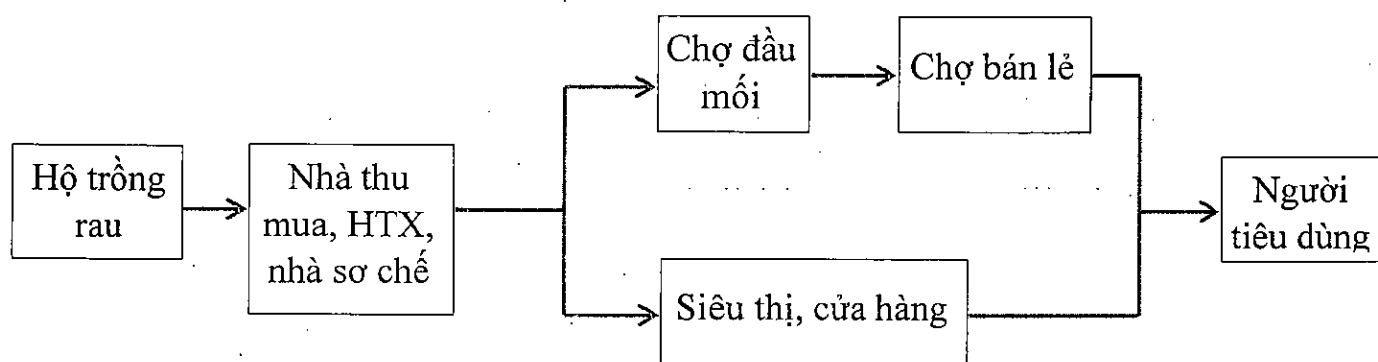 Hộ trồng
rau
Nhà thu
mua, HTX,
nhà sơ chế
Chợ đầu
mối
Chợ bán lẻ
Siêu thị, cửa hàng
Người
tiêu dùng